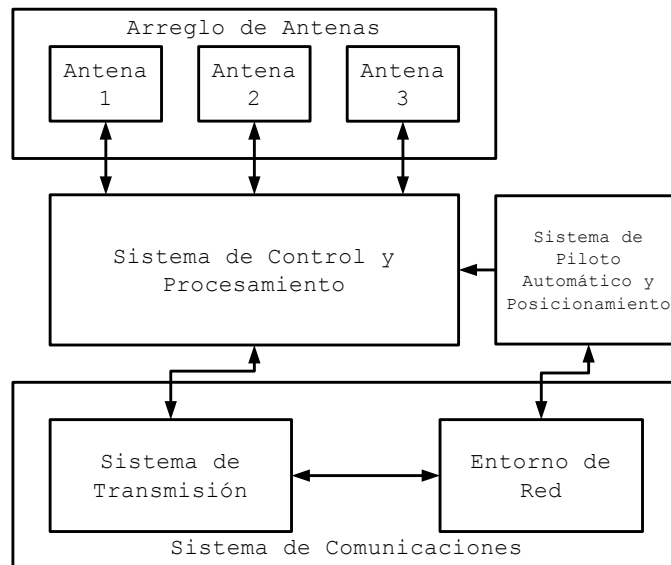 Arreglo de Antenas
Antena
1
Antena
2
Antena
3
Sistema de Control y
Procesamiento
Sistema de
Piloto
Automático y
Posicionamiento
Sistema de
Transmisión
Entorno de
Red
Sistema de Comunicaciones